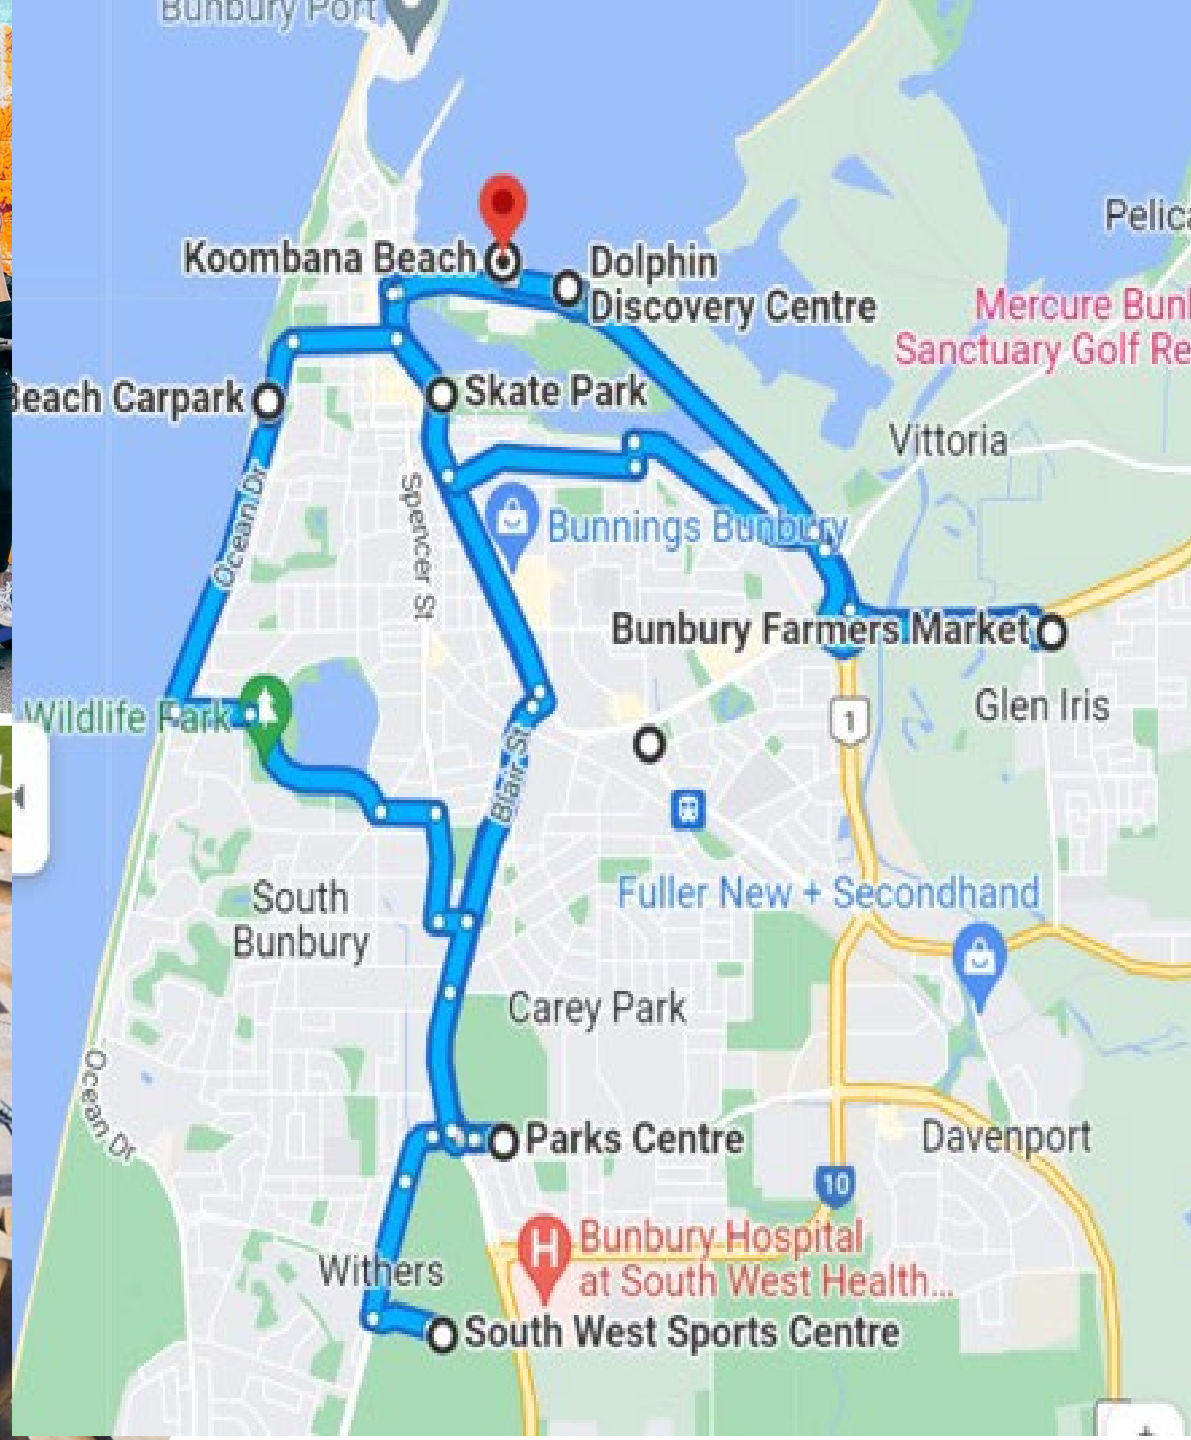 Bunbury Port
Pelica
Koombana Beach
Dolphin
Discovery Centre
Mercure Bun
Sanctuary Golf Re
Beach Carpark
Skate Park
Vittoria
Ocean Dr
Spencer St
Bunnings Bunbury
Bunbury Farmers Market
Wildlife Park
Glen Iris
1
Blair St
South
Bunbury
Fuller New + Secondhand
Carey Park
Ocean Dr
Parks Centre
Davenport
10
H
Bunbury Hospital
at South West Health...
Withers
South West Sports Centre